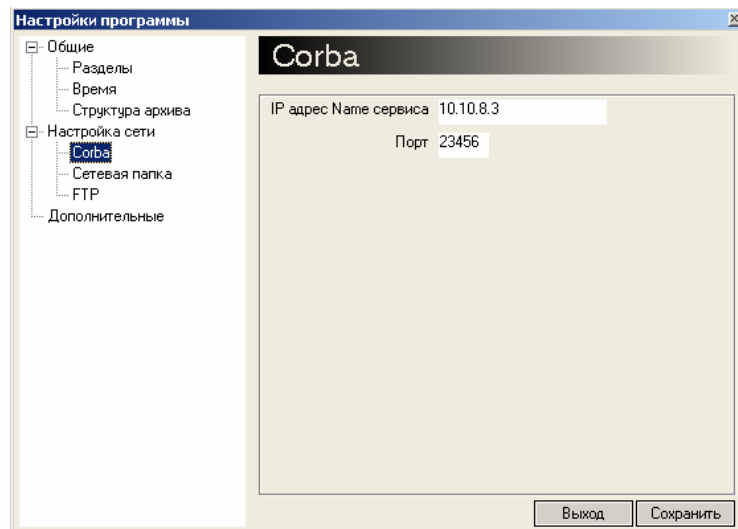 Настройки программы
Общие
Разделы
Время
Структура архива
Настройка сети
Corba
Сетевая папка
FTP
Дополнительные
Corba
IP адрес Name сервиса 10.10.8.3
Порт 23456
Выход Сохранить